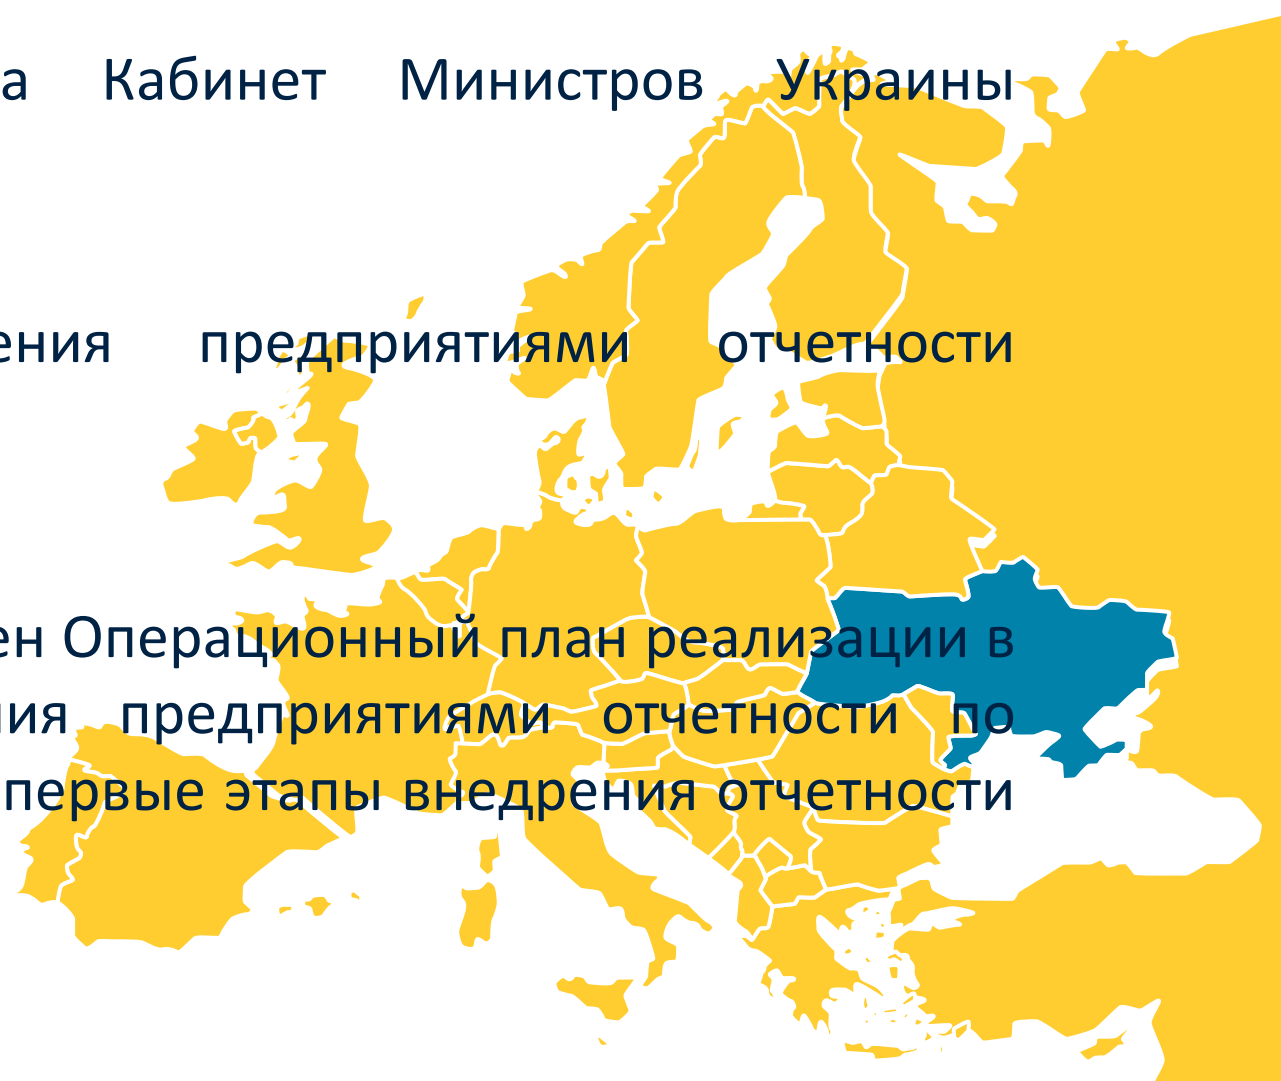 а Кабинет Министров Украины
ения предприятиями отчетности
ен Операционный план реализации в
ия предприятиями отчетности по
первые этапы внедрения отчетности